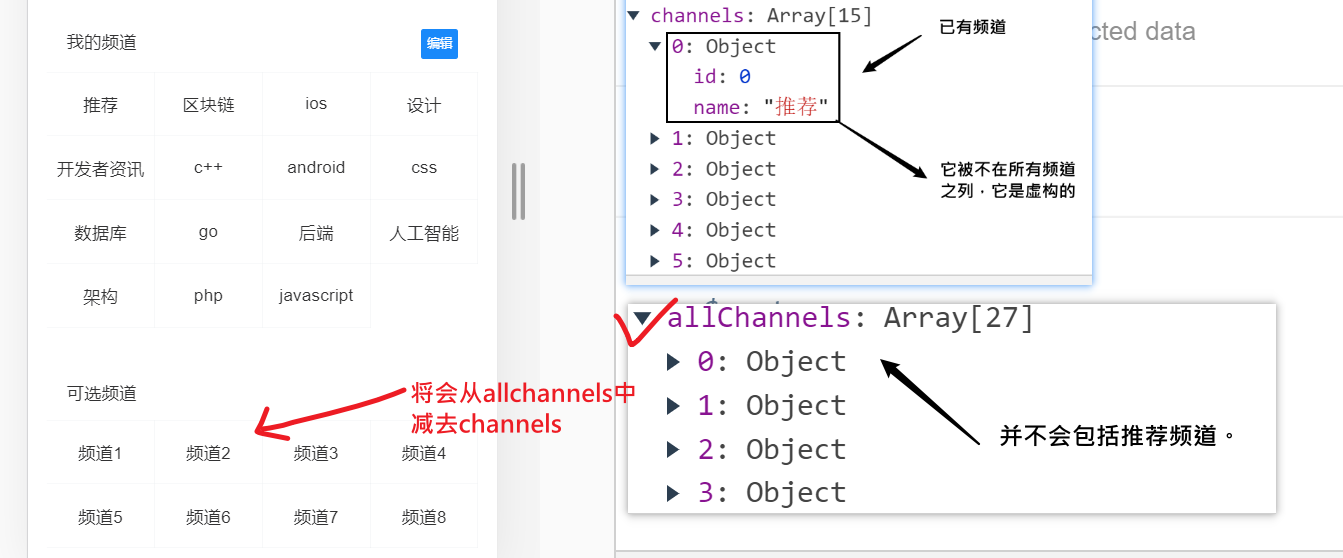 我的频道
编辑
推荐 区块链 ios 设计
开发者资讯 c++ android css
数据库 go 后端 人工智能
架构 php javascript
可选频道
频道1 频道2 频道3 频道4
频道5 频道6 频道7 频道8
将会从allchannels中
减去channels
channels: Array[15]
0: Object
id: 0
name: "推荐"
1: Object
2: Object
3: Object
4: Object
5: Object
已有频道
它被不在所有频道
之列，它是虚构的
cted data
allChannels: Array[27]
0: Object
1: Object
2: Object
3: Object
并不会包括推荐频道。